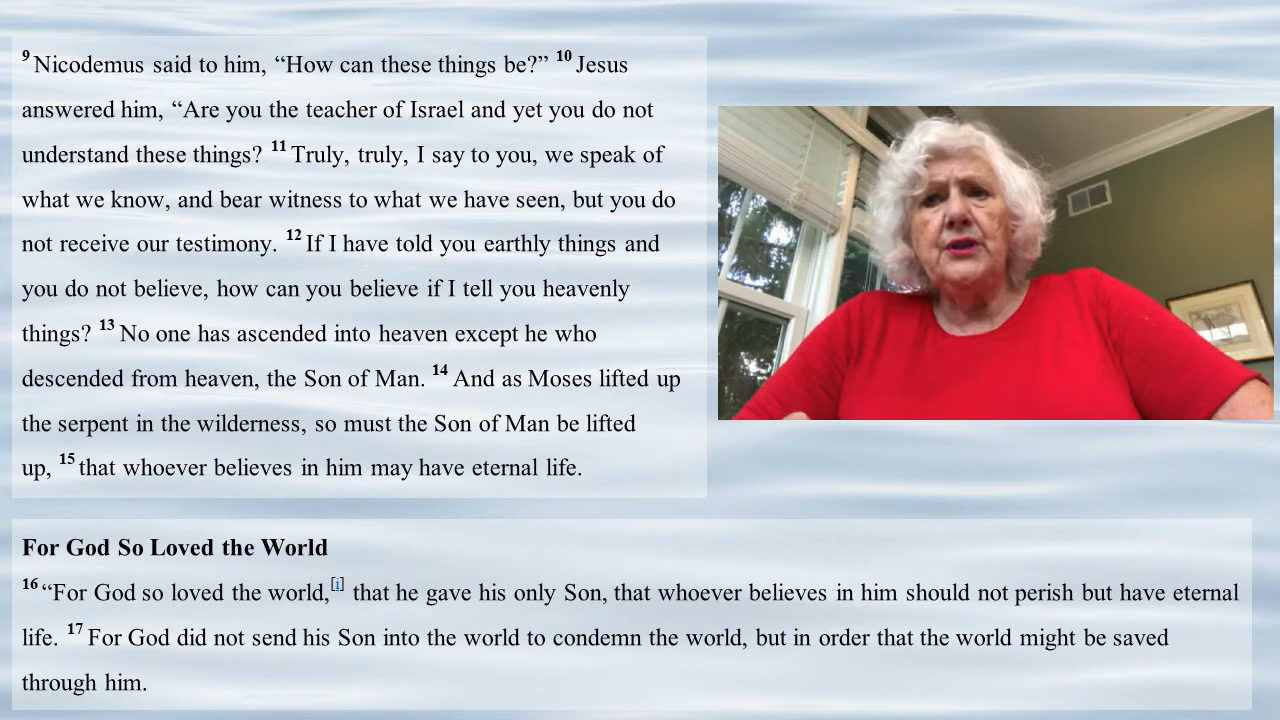 9 Nicodemus said to him, “How can these things be?” 10 Jesus
answered him, “Are you the teacher of Israel and yet you do not
understand these things? 11 Truly, truly, I say to you, we speak of
what we know, and bear witness to what we have seen, but you do
not receive our testimony. 12 If I have told you earthly things and
you do not believe, how can you believe if I tell you heavenly
things? 13 No one has ascended into heaven except he who
descended from heaven, the Son of Man. 14 And as Moses lifted up
the serpent in the wilderness, so must the Son of Man be lifted
up, 15 that whoever believes in him may have eternal life.
For God So Loved the World
16 “For God so loved the world,[i] that he gave his only Son, that whoever believes in him should not perish but have eternal
life. 17 For God did not send his Son into the world to condemn the world, but in order that the world might be saved
through him.